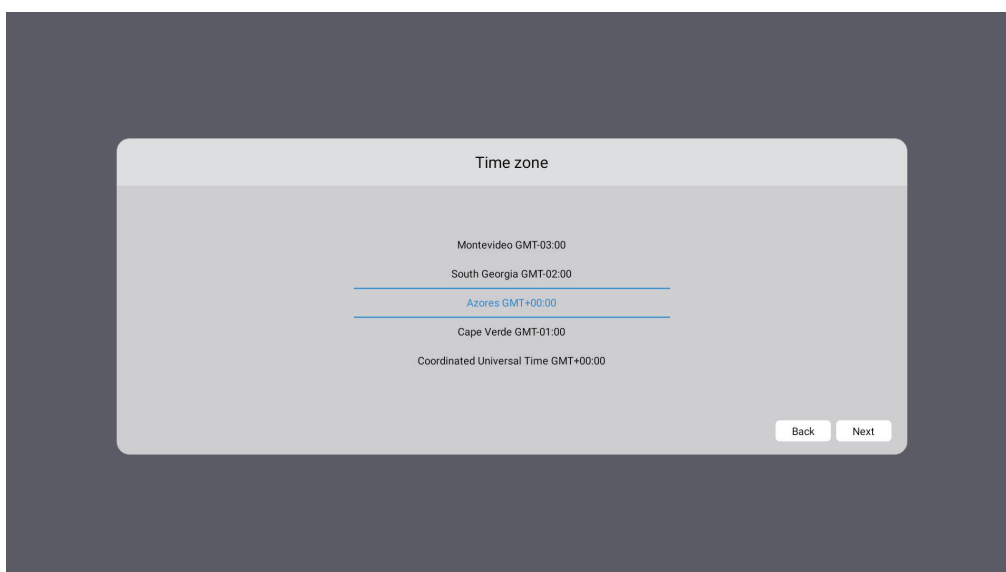 Time zone
Montevideo GMT-03:00
South Georgia GMT-02:00
Azores GMT+00:00
Cape Verde GMT-01:00
Coordinated Universal Time GMT+00:00
Back Next